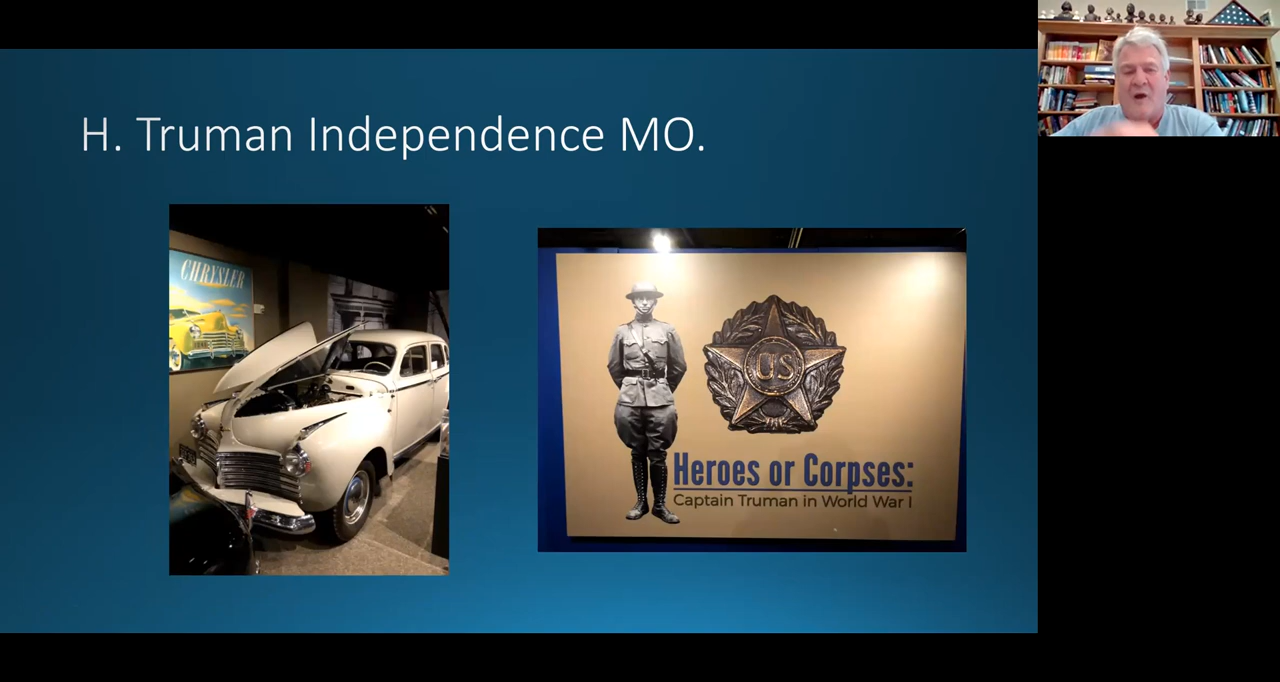 H. Truman Independence MO.
CHRYSLER
US
Heroes or Corpses:
Captain Truman in World War I